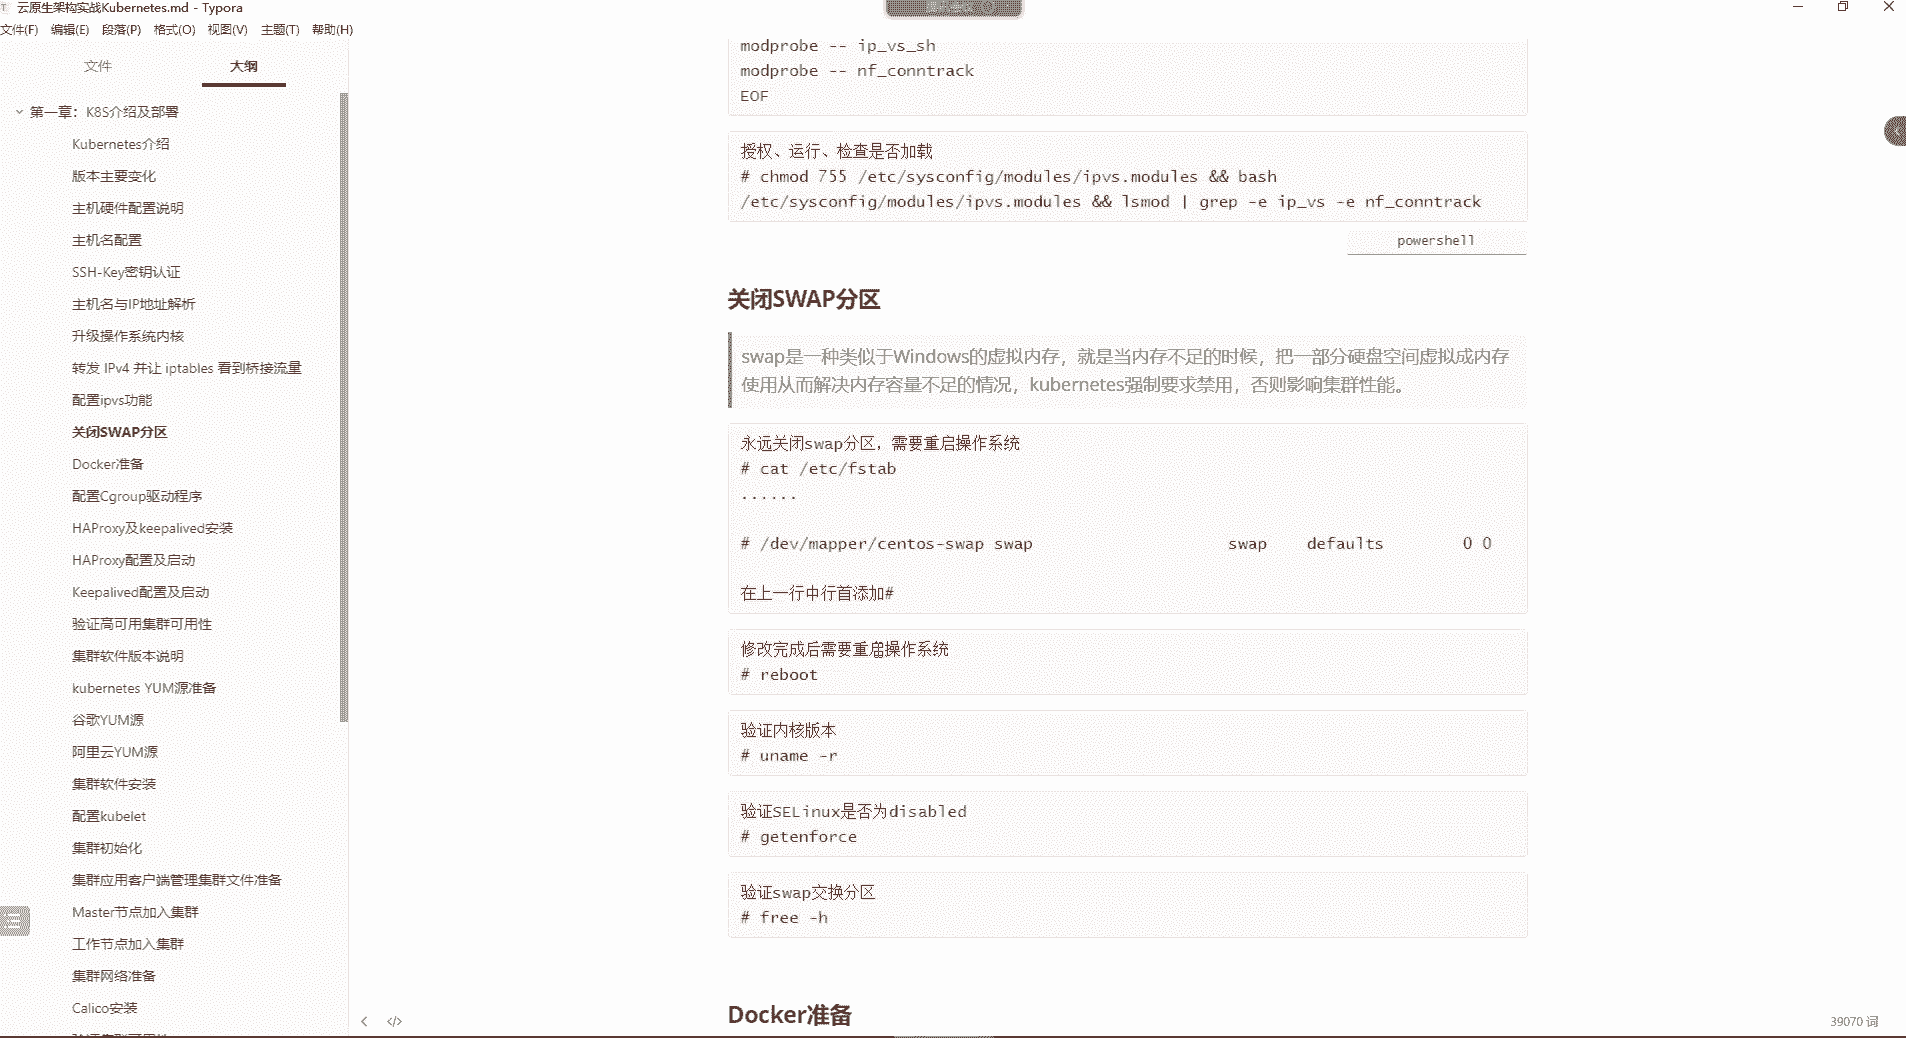 云原生架构实战Kubernetes.md - Typora
文件(F) 编辑(E) 段落(P) 格式(O) 视图(V) 主题(T) 帮助(H)
文件 大纲
第一章：K8S介绍及部署
Kubernetes介绍
版本主要变化
主机硬件配置说明
主机名配置
SSH-Key密钥认证
主机名与IP地址解析
升级操作系统内核
转发 IPv4 并让 iptables 看到桥接流量
配置ipvs功能
关闭SWAP分区
Docker准备
配置Cgroup驱动程序
HAProxy及keepalived安装
HAProxy配置及启动
Keepalived配置及启动
验证高可用集群可用性
集群软件版本说明
kubernetes YUM源准备
谷歌YUM源
阿里云YUM源
集群软件安装
配置kubelet
集群初始化
集群应用客户端管理集群文件准备
Master节点加入集群
工作节点加入集群
集群网络准备
Calico安装
modprobe -- ip_vs_sh
modprobe -- nf_conntrack
EOF
授权、运行、检查是否加载
# chmod 755 /etc/sysconfig/modules/ipvs.modules && bash
/etc/sysconfig/modules/ipvs.modules && lsmod | grep -e ip_vs -e nf_conntrack
powershell
关闭SWAP分区
swap是一种类似于Windows的虚拟内存，就是当内存不足的时候，把一部分硬盘空间虚拟成内存
使用从而解决内存容量不足的情况，kubernetes强制要求禁用，否则影响集群性能。
永远关闭swap分区，需要重启操作系统
# cat /etc/fstab
......
# /dev/mapper/centos-swap swap swap defaults 0 0
在上一行中行首添加#
修改完成后需要重启操作系统
# reboot
验证内核版本
# uname -r
验证SELinux是否为disabled
# getenforce
验证swap交换分区
# free -h
Docker准备
39070 词